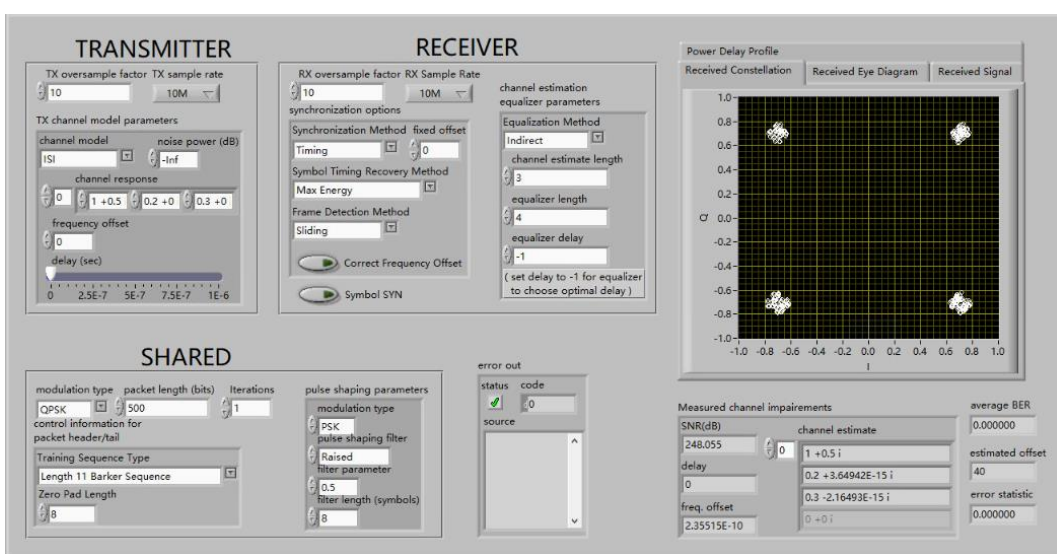 TRANSMITTER
TX oversample factor TX sample rate
10 10M
TX channel model parameters
channel model noise power (dB)
ISI -Inf
channel response
0 1 +0.5 0.2 +0 0.3 +0
frequency offset
0
delay (sec)
0 2.5E-7 5E-7 7.5E-7 1E-6
RECEIVER
RX oversample factor RX Sample Rate
10 10M
synchronization options
Synchronization Method fixed offset
Timing 0
Symbol Timing Recovery Method
Max Energy
Frame Detection Method
Sliding
Correct Frequency Offset
Symbol SYN
channel estimation
equalizer parameters
Equalization Method
Indirect
channel estimate length
3
equalizer length
4
equalizer delay
-1
( set delay to -1 for equalizer
to choose optimal delay )
Power Delay Profile
Received Constellation Received Eye Diagram Received Signal
1.0
0.8
0.6
0.4
0.2
Q 0.0
-0.2
-0.4
-0.6
-0.8
-1.0
-1.0 -0.8 -0.6 -0.4 -0.2 0.0 0.2 0.4 0.6 0.8 1.0
I
SHARED
modulation type packet length (bits) Iterations
QPSK 500 1
control information for
packet header/tail
Training Sequence Type
Length 11 Barker Sequence
Zero Pad Length
8
pulse shaping parameters
modulation type
PSK
pulse shaping filter
Raised
filter parameter
0.5
filter length (symbols)
8
error out
status code
0
source
Measured channel impairements
SNR(dB)
248.055
delay
0
freq. offset
2.35515E-10
channel estimate
0 1 +0.5 i
0.2 +3.64942E-15 i
0.3 -2.16493E-15 i
0 +0 i
average BER
0.000000
estimated offset
40
error statistic
0.000000